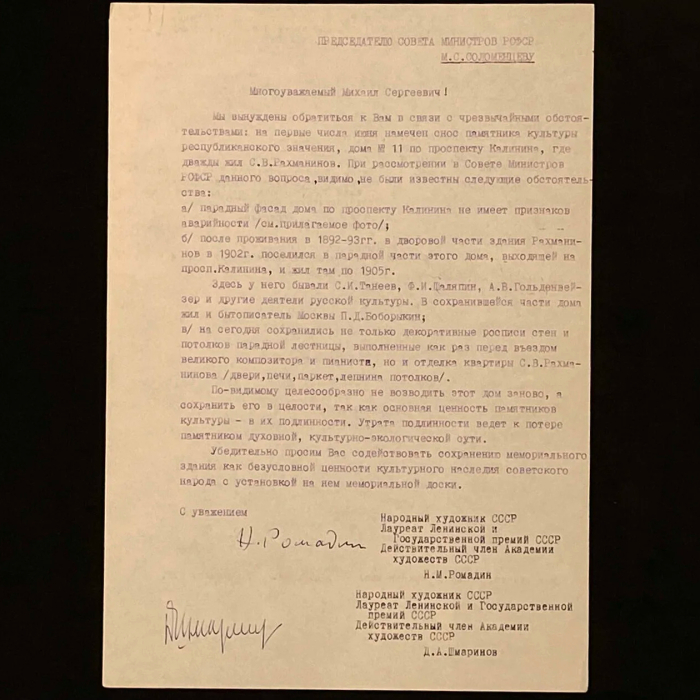 ПРЕДСЕДАТЕЛЮ СОВЕТА МИНИСТРОВ РСФСР
М.С.СОЛОМЕНЦЕВУ
Многоуважаемый Михаил Сергеевич!
Мы вынуждены обратиться к Вам в связи с чрезвычайными обстоя-
тельствами: на первые числа июня намечен снос памятника культуры
республиканского значения, дома № 11 по проспекту Калинина, где
дважды жил С.В.Рахманинов. При рассмотрении в Совете Министров
РСФСР данного вопроса ,видимо,не были известны следующие обстоятель-
ства:
а/ парадный фасад дома по проспекту Калинина не имеет признаков
аварийности /см.прилагаемое фото/;
б/ после проживания в 1892-93гг. в дворовой части здания Рахмани-
нов в 1902г. поселился в парадной части этого дома, выходящей на
просп.Калинина, и жил там по 1905г.
Здесь у него бывали С.И.Танеев, Ф.И.Шаляпин, А.В.Гольденвей-
зер и другие деятели русской культуры. В сохранившейся части дома
жил и бытописатель Москвы П.Д.Боборыкин;
в/ на сегодня сохранились не только декоративные росписи стен и
потолков парадной лестницы, выполненные как раз перед въездом
великого композитора и пианиста, но и отделка квартиры С.В.Рахма-
нинова /двери,печи,паркет,лепнина потолков/.
По-видимому целесообразно не возводить этот дом заново, а
сохранить его в целости, так как основная ценность памятников
культуры - в их подлинности. Утрата подлинности ведет к потере
памятником духовной, культурно-экологической сути.
Убедительно просим Вас содействовать сохранению мемориального
здания как безусловной ценности культурного наследия советского
народа с установкой на нем мемориальной доски.
С уважением
Народный художник СССР
Лауреат Ленинской и
Государственной премий СССР
Действительный член Академии
художеств СССР
Н.Ромадин
Н.М.Ромадин
Народный художник СССР
Лауреат Ленинской и Государственной
премий СССР
Действительный член Академии
художеств СССР
Д.А.Шмаринов